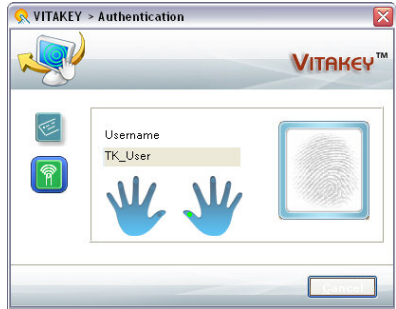 VITAKEY > Authentication
VITAKEY™
Username
TK_User
Cancel